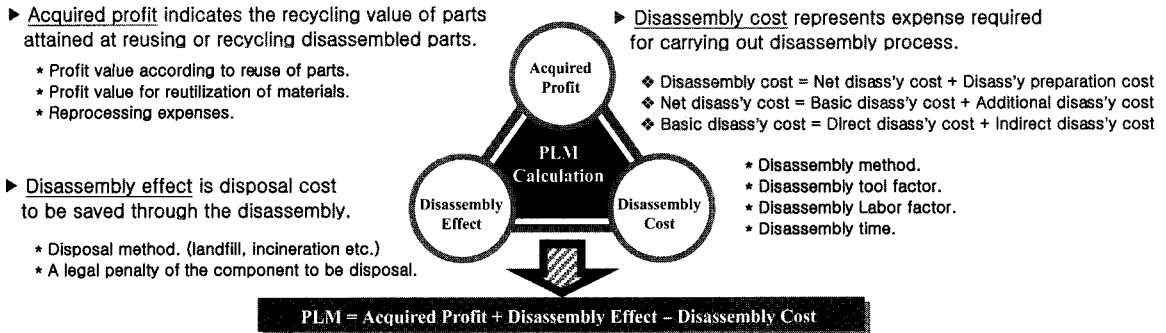 ▶ Acquired profit indicates the recycling value of parts
attained at reusing or recycling disassembled parts.
* Profit value according to reuse of parts.
* Profit value for reutilization of materials.
* Reprocessing expenses.
▶ Disassembly effect is disposal cost
to be saved through the disassembly.
* Disposal method. (landfill, incineration etc.)
* A legal penalty of the component to be disposal.
Acquired
Profit
PLM
Calculation
Disassembly
Effect
Disassembly
Cost
▶ Disassembly cost represents expense required
for carrying out disassembly process.
❖ Disassembly cost = Net disass'y cost + Disass'y preparation cost
❖ Net disass'y cost = Basic disass'y cost + Additional disass'y cost
❖ Basic disass'y cost = Direct disass'y cost + Indirect disass'y cost
* Disassembly method.
* Disassembly tool factor.
* Disassembly Labor factor.
* Disassembly time.
PLM = Acquired Profit + Disassembly Effect – Disassembly Cost